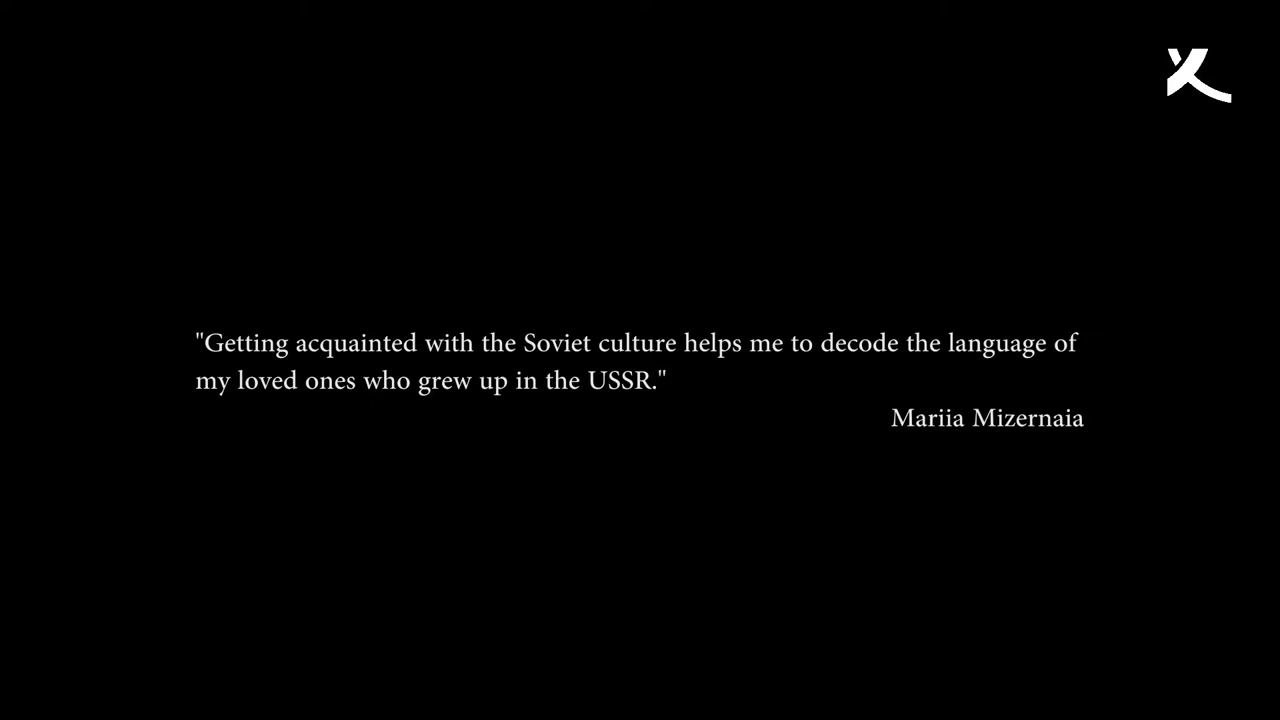 "Getting acquainted with the Soviet culture helps me to decode the language of
my loved ones who grew up in the USSR."
Mariia Mizernaia